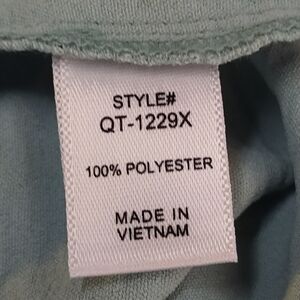 STYLE#
QT-1229X
100% POLYESTER
MADE IN
VIETNAM